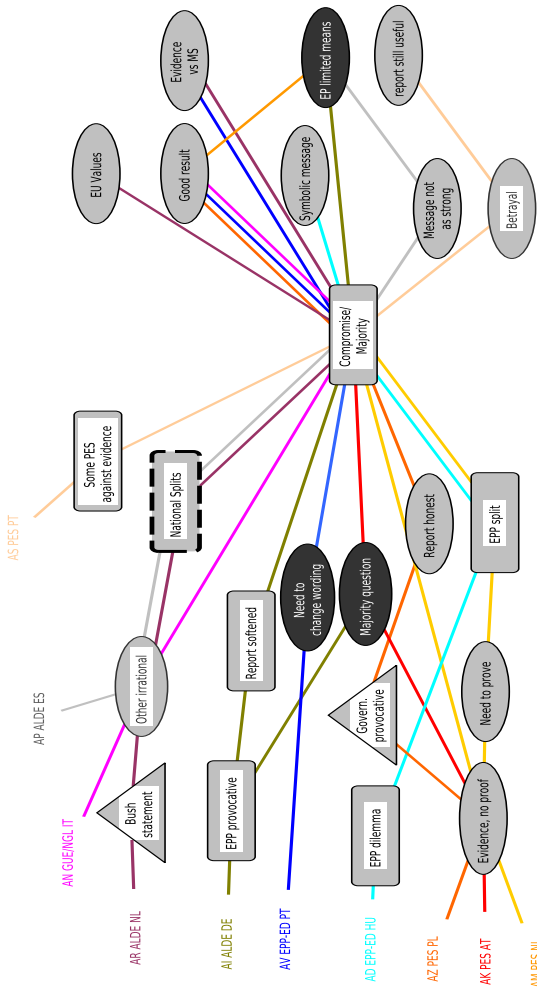 Evidence
vs MS
EP limited means
report still useful
EU Values
Good result
Symbolic message
Message not
as strong
Betrayal
Compromise/
Majority
Some PES
against evidence
National Splits
AS PES PT
Report honest
EPP split
Need to
change wording
Majority question
Report softened
Other irrational
AP ALDE ES
Govern.
provocative
Need to prove
Bush
statement
EPP provocative
EPP dilemma
Evidence, no proof
AN GUE/NGL IT
AR ALDE NL
AI ALDE DE
AV EPP-ED PT
AD EPP-ED HU
AZ PES PL
AK PES AT
AM PES NL